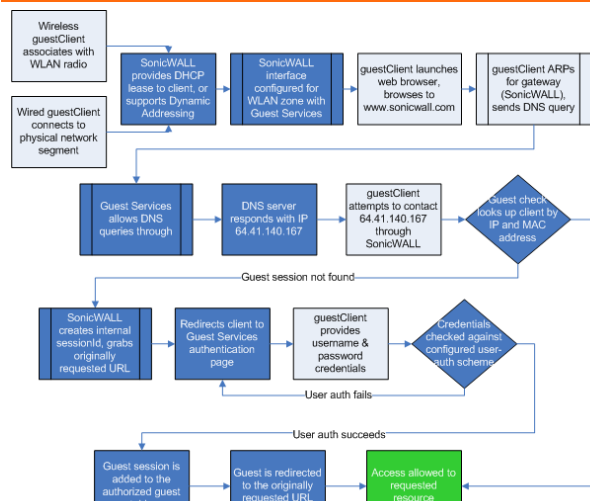 Wireless
guestClient
associates with
WLAN radio
Wired guestClient
connects to
physical network
segment
SonicWALL
provides DHCP
lease to client, or
supports Dynamic
Addressing
SonicWALL
interface
configured for
WLAN zone with
Guest Services
guestClient launches
web browser,
browses to
www.sonicwall.com
guestClient ARPs
for gateway
(SonicWALL),
sends DNS query
Guest Services
allows DNS
queries through
DNS server
responds with IP
64.41.140.167
guestClient
attempts to contact
64.41.140.167
through
SonicWALL
Guest check
looks up client by
IP and MAC
address
Guest session not found
SonicWALL
creates internal
sessionId, grabs
originally
requested URL
Redirects client to
Guest Services
authentication
page
guestClient
provides
username &
password
credentials
Credentials
checked against
configured user-
auth scheme
User auth fails
User auth succeeds
Guest session is
added to the
authorized guest
Guest is redirected
to the originally
requested URL
Access allowed to
requested
resource